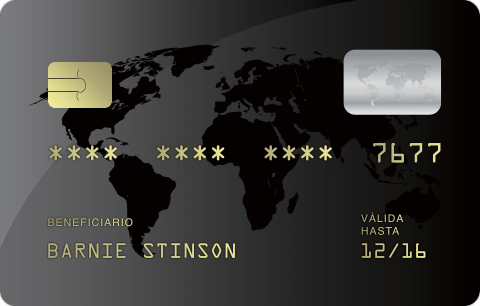 **** **** **** 7677
BENEFICIARIO
VÁLIDA
HASTA
BARNIE STINSON
12/16